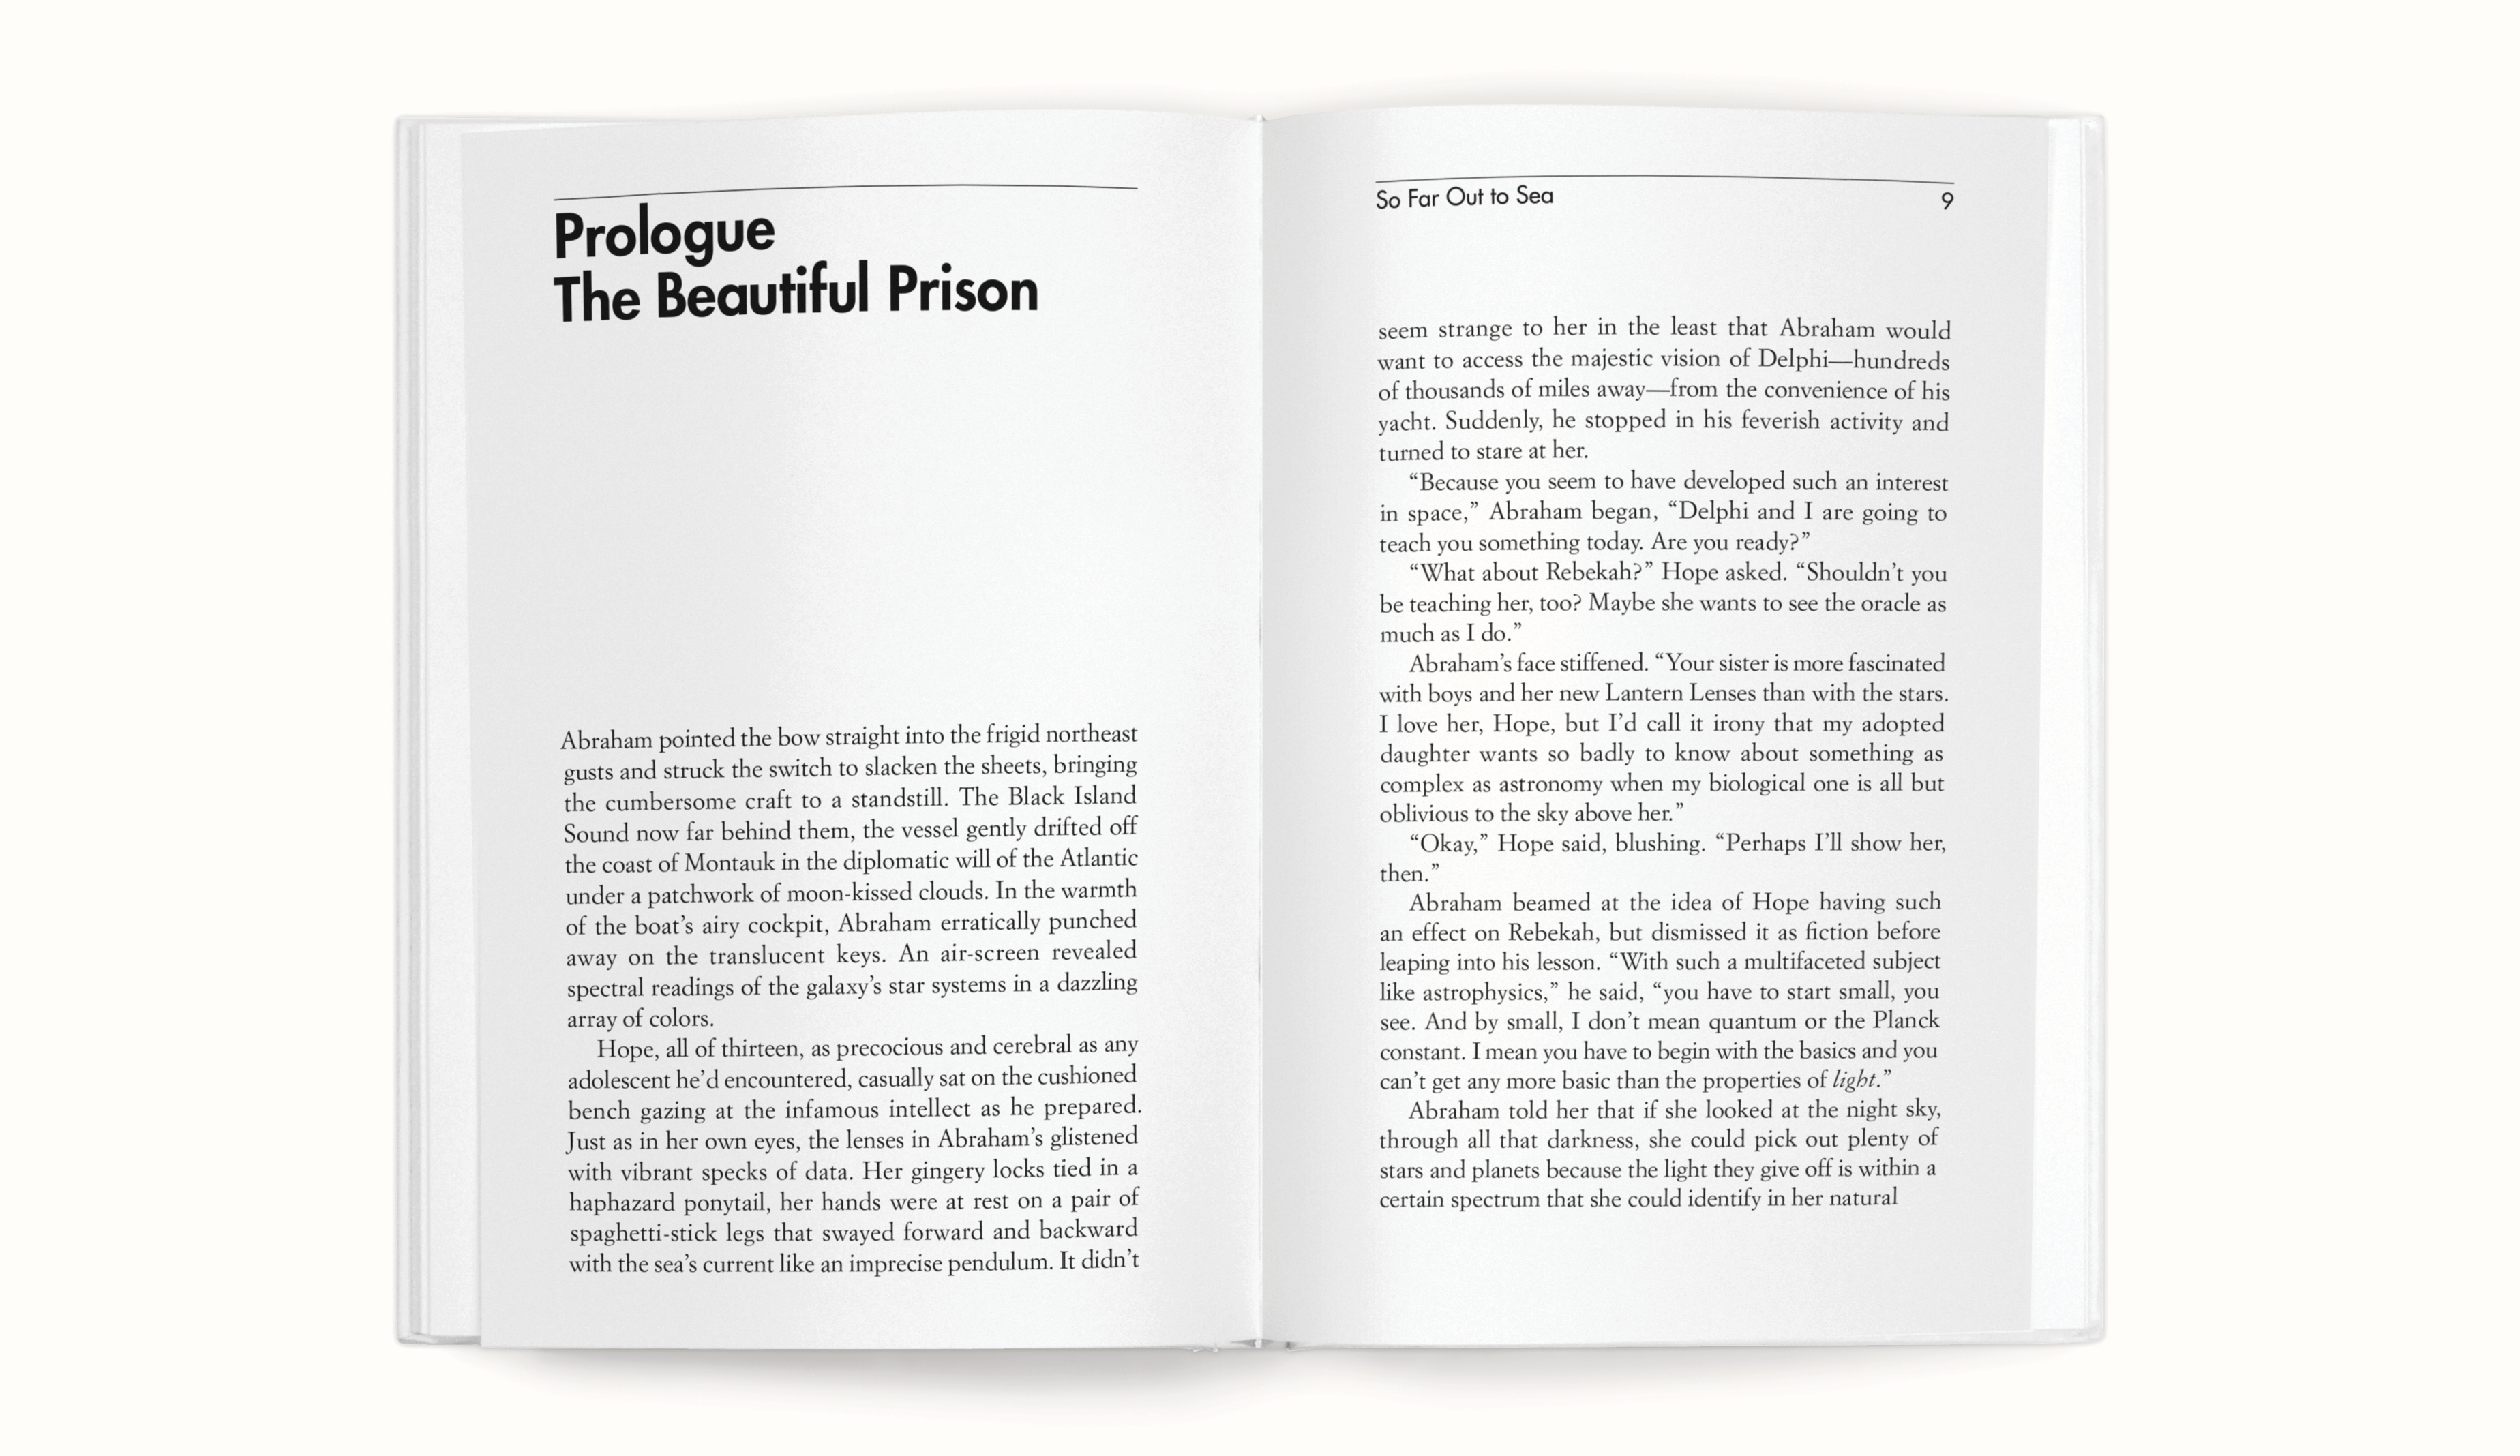 Prologue
The Beautiful Prison
Abraham pointed the bow straight into the frigid northeast
gusts and struck the switch to slacken the sheets, bringing
the cumbersome craft to a standstill. The Black Island
Sound now far behind them, the vessel gently drifted off
the coast of Montauk in the diplomatic will of the Atlantic
under a patchwork of moon-kissed clouds. In the warmth
of the boat’s airy cockpit, Abraham erratically punched
away on the translucent keys. An air-screen revealed
spectral readings of the galaxy’s star systems in a dazzling
array of colors.
Hope, all of thirteen, as precocious and cerebral as any
adolescent he’d encountered, casually sat on the cushioned
bench gazing at the infamous intellect as he prepared.
Just as in her own eyes, the lenses in Abraham’s glistened
with vibrant specks of data. Her gingery locks tied in a
haphazard ponytail, her hands were at rest on a pair of
spaghetti-stick legs that swayed forward and backward
with the sea’s current like an imprecise pendulum. It didn’t
So Far Out to Sea 9
seem strange to her in the least that Abraham would
want to access the majestic vision of Delphi—hundreds
of thousands of miles away—from the convenience of his
yacht. Suddenly, he stopped in his feverish activity and
turned to stare at her.
“Because you seem to have developed such an interest
in space,” Abraham began, “Delphi and I are going to
teach you something today. Are you ready?”
“What about Rebekah?” Hope asked. “Shouldn’t you
be teaching her, too? Maybe she wants to see the oracle as
much as I do.”
Abraham’s face stiffened. “Your sister is more fascinated
with boys and her new Lantern Lenses than with the stars.
I love her, Hope, but I’d call it irony that my adopted
daughter wants so badly to know about something as
complex as astronomy when my biological one is all but
oblivious to the sky above her.”
“Okay,” Hope said, blushing. “Perhaps I’ll show her,
then.”
Abraham beamed at the idea of Hope having such
an effect on Rebekah, but dismissed it as fiction before
leaping into his lesson. “With such a multifaceted subject
like astrophysics,” he said, “you have to start small, you
see. And by small, I don’t mean quantum or the Planck
constant. I mean you have to begin with the basics and you
can’t get any more basic than the properties of light.”
Abraham told her that if she looked at the night sky,
through all that darkness, she could pick out plenty of
stars and planets because the light they give off is within a
certain spectrum that she could identify in her natural